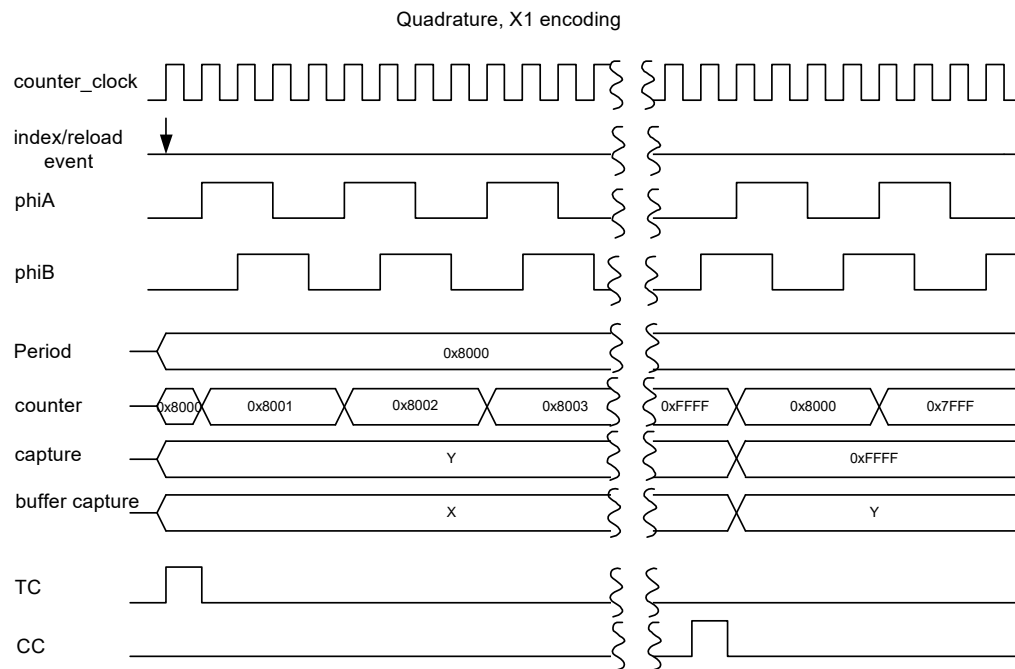 Quadrature, X1 encoding
counter_clock
index/reload
event
phiA
phiB
Period
0x8000
counter
0x8000 0x8001 0x8002 0x8003 0xFFFF 0x8000 0x7FFF
capture
Y 0xFFFF
buffer capture
X Y
TC
CC